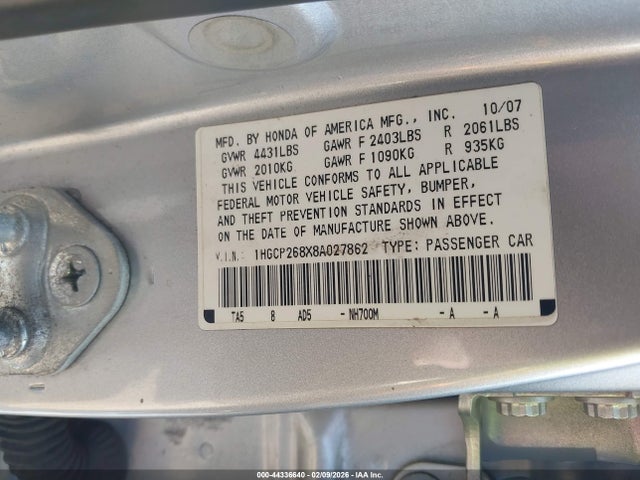 MFD. BY HONDA OF AMERICA MFG., INC. 10/07
GVWR 4431LBS GAWR F 2403LBS R 2061LBS
GVWR 2010KG GAWR F 1090KG R 935KG
THIS VEHICLE CONFORMS TO ALL APPLICABLE
FEDERAL MOTOR VEHICLE SAFETY, BUMPER,
AND THEFT PREVENTION STANDARDS IN EFFECT
ON THE DATE OF MANUFACTURE SHOWN ABOVE.
V.I.N.: 1HGCP268X8A027862 TYPE: PASSENGER CAR
TA5 8 AD5 - NH700M - A - A
000-44336640 - 02/09/2026 - IAA Inc.